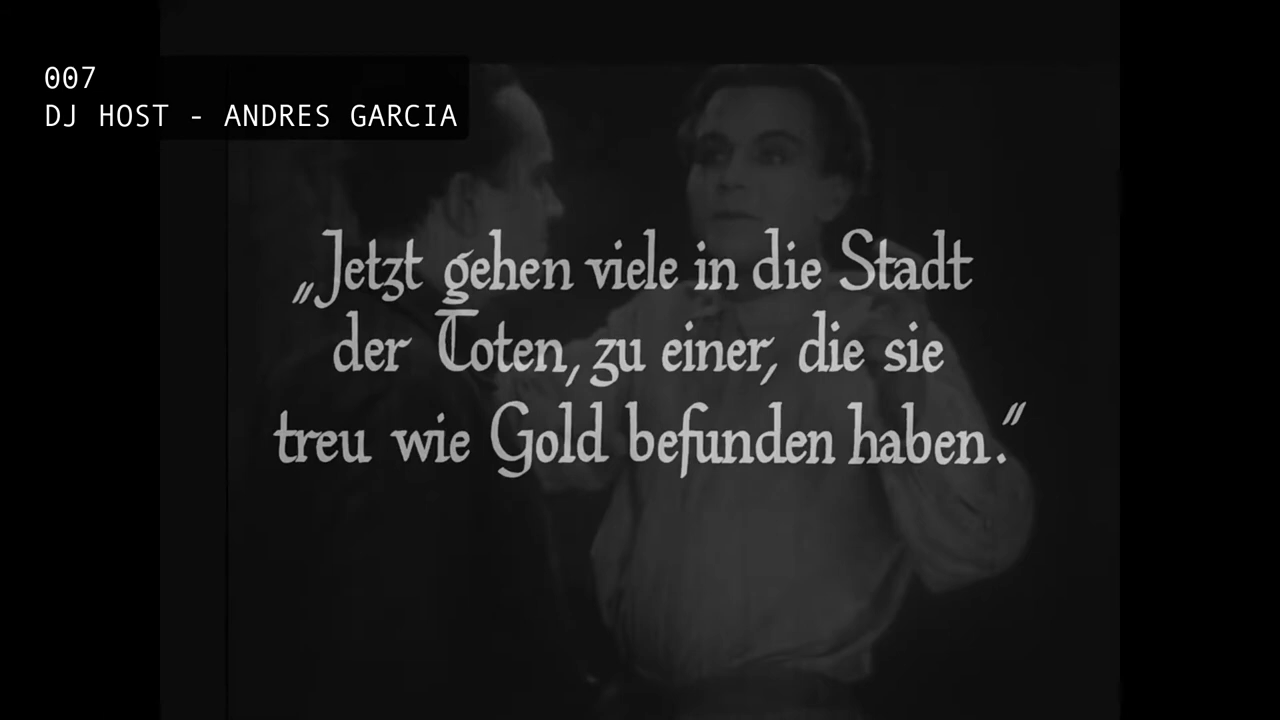 007
DJ HOST - ANDRES GARCIA
„Jetzt gehen viele in die Stadt
der Toten, zu einer, die sie
treu wie Gold befunden haben.“